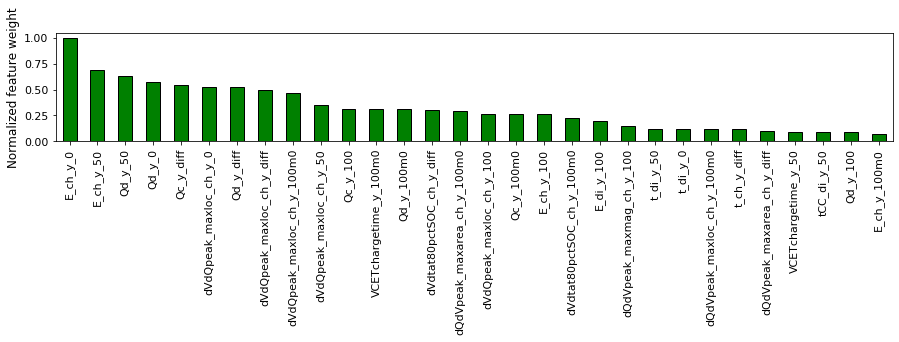 Normalized feature weight
1.00
0.75
0.50
0.25
0.00
E_ch_y_0
E_ch_y_50
Qd_y_50
Qd_y_0
Qc_y_diff
dVdQpeak_maxloc_ch_y_0
Qd_y_diff
dVdQpeak_maxloc_ch_y_diff
dVdQpeak_maxloc_ch_y_100m0
dVdQpeak_maxloc_ch_y_50
Qc_y_100
VCETchargetime_y_100m0
Qd_y_100m0
dVdtat80pctSOC_ch_y_diff
dQdVpeak_maxarea_ch_y_100m0
dVdQpeak_maxloc_ch_y_100
Qc_y_100m0
E_ch_y_100
dVdtat80pctSOC_ch_y_100m0
E_di_y_100
dQdVpeak_maxmag_ch_y_100
t_di_y_50
t_di_y_0
dQdVpeak_maxloc_ch_y_100m0
t_ch_y_diff
dQdVpeak_maxarea_ch_y_diff
VCETchargetime_y_50
tCC_di_y_50
Qd_y_100
E_ch_y_100m0